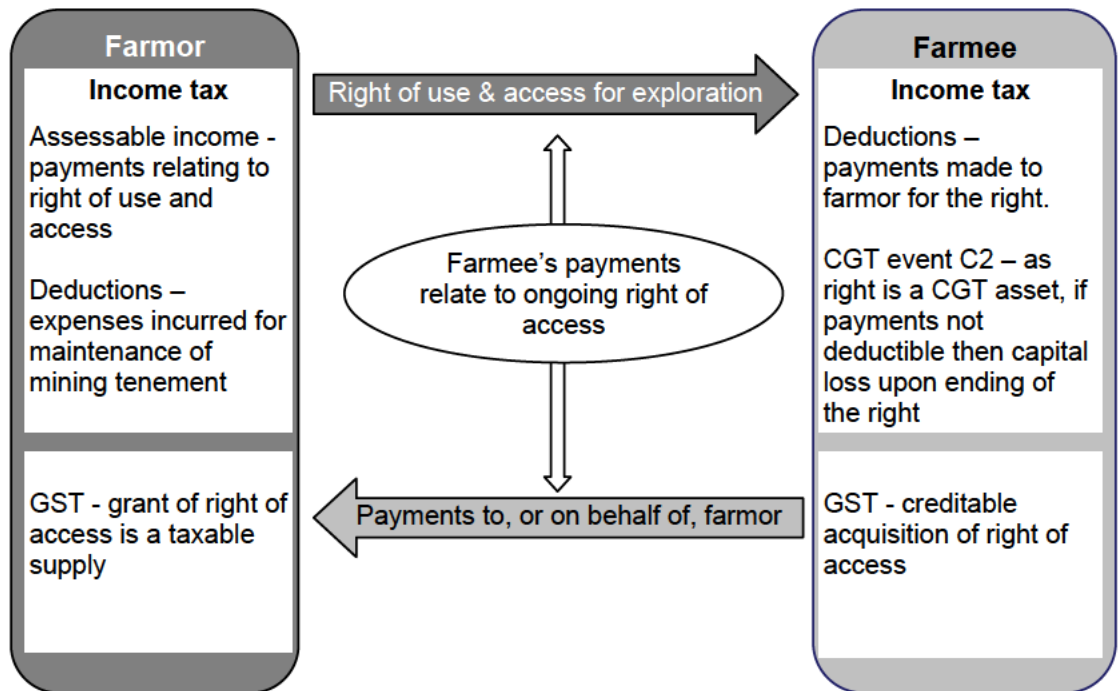 Farmor
Income tax
Assessable income -
payments relating to
right of use and
access
Deductions –
expenses incurred for
maintenance of
mining tenement
GST - grant of right of
access is a taxable
supply
Right of use & access for exploration
Farmee's payments
relate to ongoing right of
access
Payments to, or on behalf of, farmor
Farmee
Income tax
Deductions –
payments made to
farmor for the right.
CGT event C2 – as
right is a CGT asset, if
payments not
deductible then capital
loss upon ending of
the right
GST - creditable
acquisition of right of
access